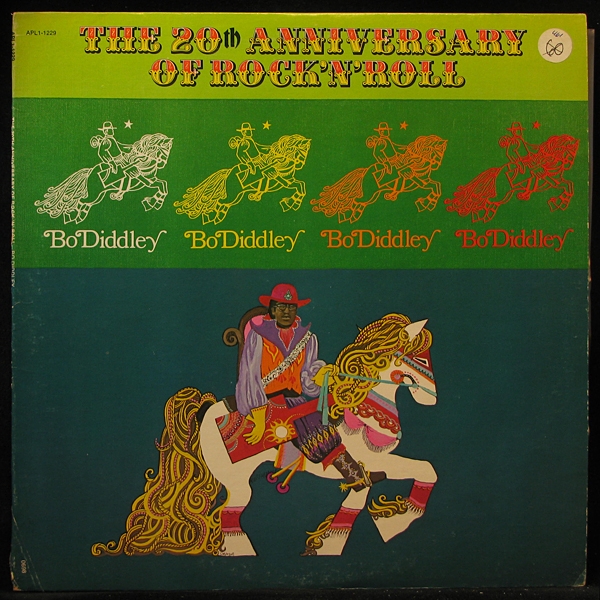 APL1-1229
THE 20th ANNIVERSARY
OF ROCK'N'ROLL
60
Bo Diddley Bo Diddley Bo Diddley Bo Diddley